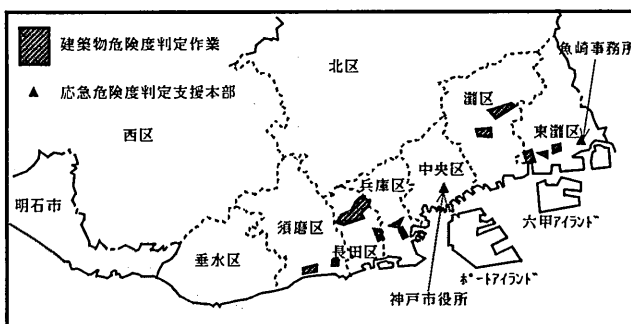 建築物危険度判定作業
▲ 応急危険度判定支援本部
魚崎事務所
北区
灘区
東灘区
西区
中央区
兵庫区
明石市
須磨区
長田区
垂水区
六甲アイランド
ポートアイランド
神戸市役所